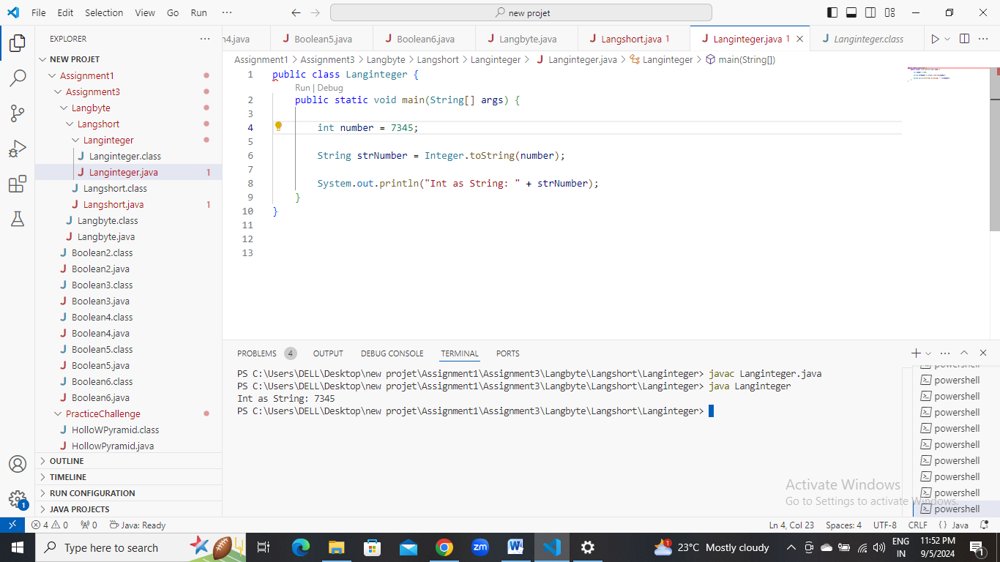 File Edit Selection View Go Run ··· new projet
EXPLORER ···
n4.java Boolean5.java Boolean6.java Langbyte.java Langshort.java 1 Langinteger.java 1 Langinteger.class
NEW PROJET
Assignment1
Assignment3
Langbyte
Langshort
Langinteger
Langinteger.class
Langinteger.java 1
Langshort.class
Langshort.java 1
Langbyte.class
Langbyte.java
Boolean2.class
Boolean2.java
Boolean3.class
Boolean3.java
Boolean4.class
Boolean4.java
Boolean5.class
Boolean5.java
Boolean6.class
Boolean6.java
PracticeChallenge
HolloWPyramid.class
HollowPyramid.java
OUTLINE
TIMELINE
RUN CONFIGURATION
JAVA PROJECTS
Assignment1 > Assignment3 > Langbyte > Langshort > Langinteger > Langinteger.java > Langinteger > main(String[])
1 public class Langinteger {
Run | Debug
2 public static void main(String[] args) {
3
4 int number = 7345;
5
6 String strNumber = Integer.toString(number);
7
8 System.out.println("Int as String: " + strNumber);
9 }
10 }
11
12
13
PROBLEMS 4 OUTPUT DEBUG CONSOLE TERMINAL PORTS
PS C:\Users\DELL\Desktop\new projet\Assignment1\Assignment3\Langbyte\Langshort\Langinteger> javac Langinteger.java
PS C:\Users\DELL\Desktop\new projet\Assignment1\Assignment3\Langbyte\Langshort\Langinteger> java Langinteger
Int as String: 7345
PS C:\Users\DELL\Desktop\new projet\Assignment1\Assignment3\Langbyte\Langshort\Langinteger>
powershell
powershell
powershell
powershell
powershell
powershell
powershell
powershell
powershell
powershell
Activate Windows
Go to Settings to activate Windows.
1
4 0 0 Java: Ready Ln 4, Col 23 Spaces: 4 UTF-8 CRLF {} Java
Type here to search 23°C Mostly cloudy ENG 11:52 PM
IN 9/5/2024 1